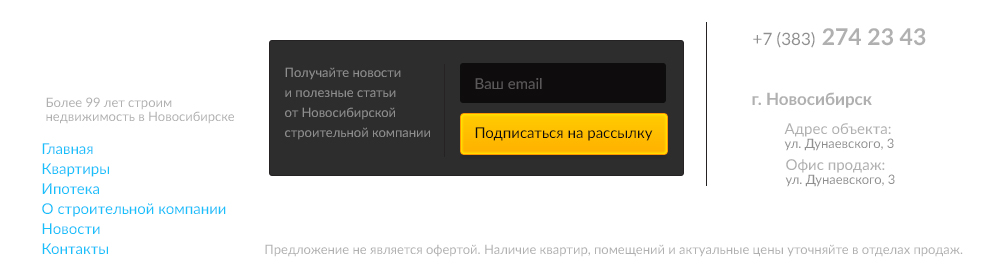 Более 99 лет строим
недвижимость в Новосибирске
Главная
Квартиры
Ипотека
О строительной компании
Новости
Контакты
Получайте новости
и полезные статьи
от Новосибирской
строительной компании
Ваш email
Подписаться на рассылку
+7 (383) 274 23 43
г. Новосибирск
Адрес объекта:
ул. Дунаевского, 3
Офис продаж:
ул. Дунаевского, 3
Предложение не является офертой. Наличие квартир, помещений и актуальные цены уточняйте в отделах продаж.